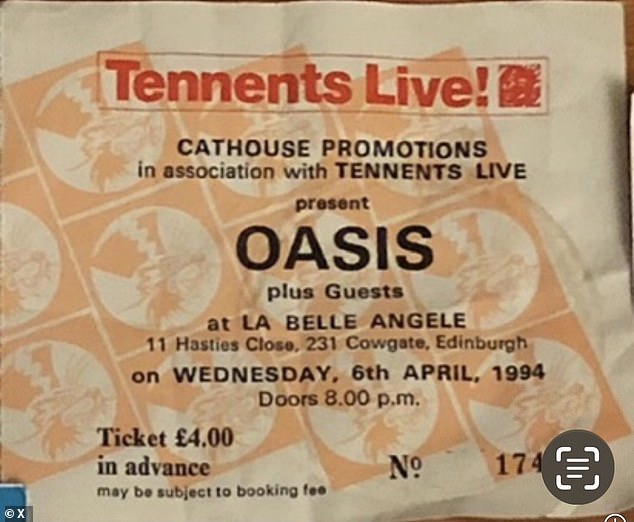 Tennents Live!
CATHOUSE PROMOTIONS
in association with TENNENTS LIVE
present
OASIS
plus Guests
at LA BELLE ANGELE
11 Hasties Close, 231 Cowgate, Edinburgh
on WEDNESDAY, 6th APRIL, 1994
Doors 8.00 p.m.
Ticket £4.00
in advance
Nº 174
may be subject to booking fee
© X